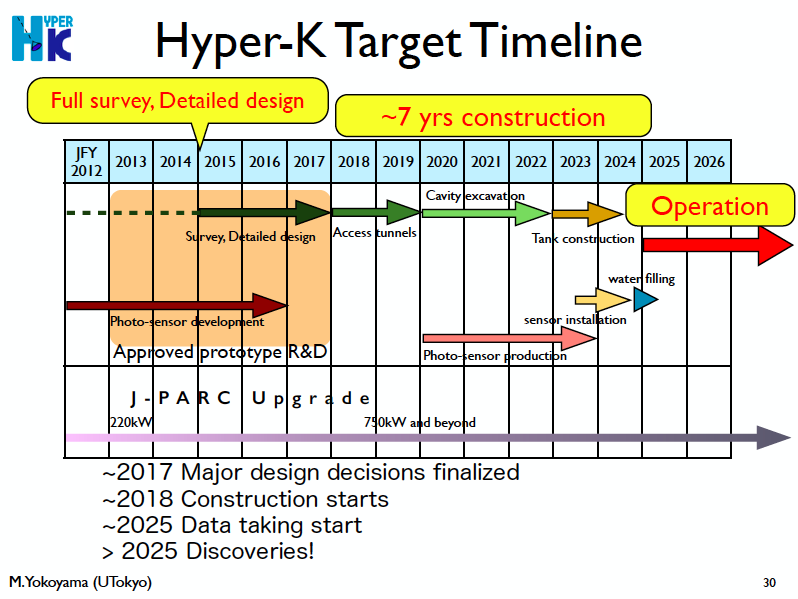 HYPER
HK
Hyper-K Target Timeline
Full survey, Detailed design
~7 yrs construction
JFY
2012 2013 2014 2015 2016 2017 2018 2019 2020 2021 2022 2023 2024 2025 2026
Cavity excavation
Operation
Survey, Detailed design
Access tunnels
Tank construction
water filling
Photo-sensor development
sensor installation
Approved prototype R&D
Photo-sensor production
J-PARC Upgrade
220kW
750kW and beyond
~2017 Major design decisions finalized
~2018 Construction starts
~2025 Data taking start
> 2025 Discoveries!
M.Yokoyama (UTokyo)
30